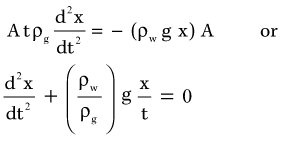 A t ρ_g d²x/dt² = − (ρ_w g x) A or
d²x/dt² + (ρ_w/ρ_g) g x/t = 0